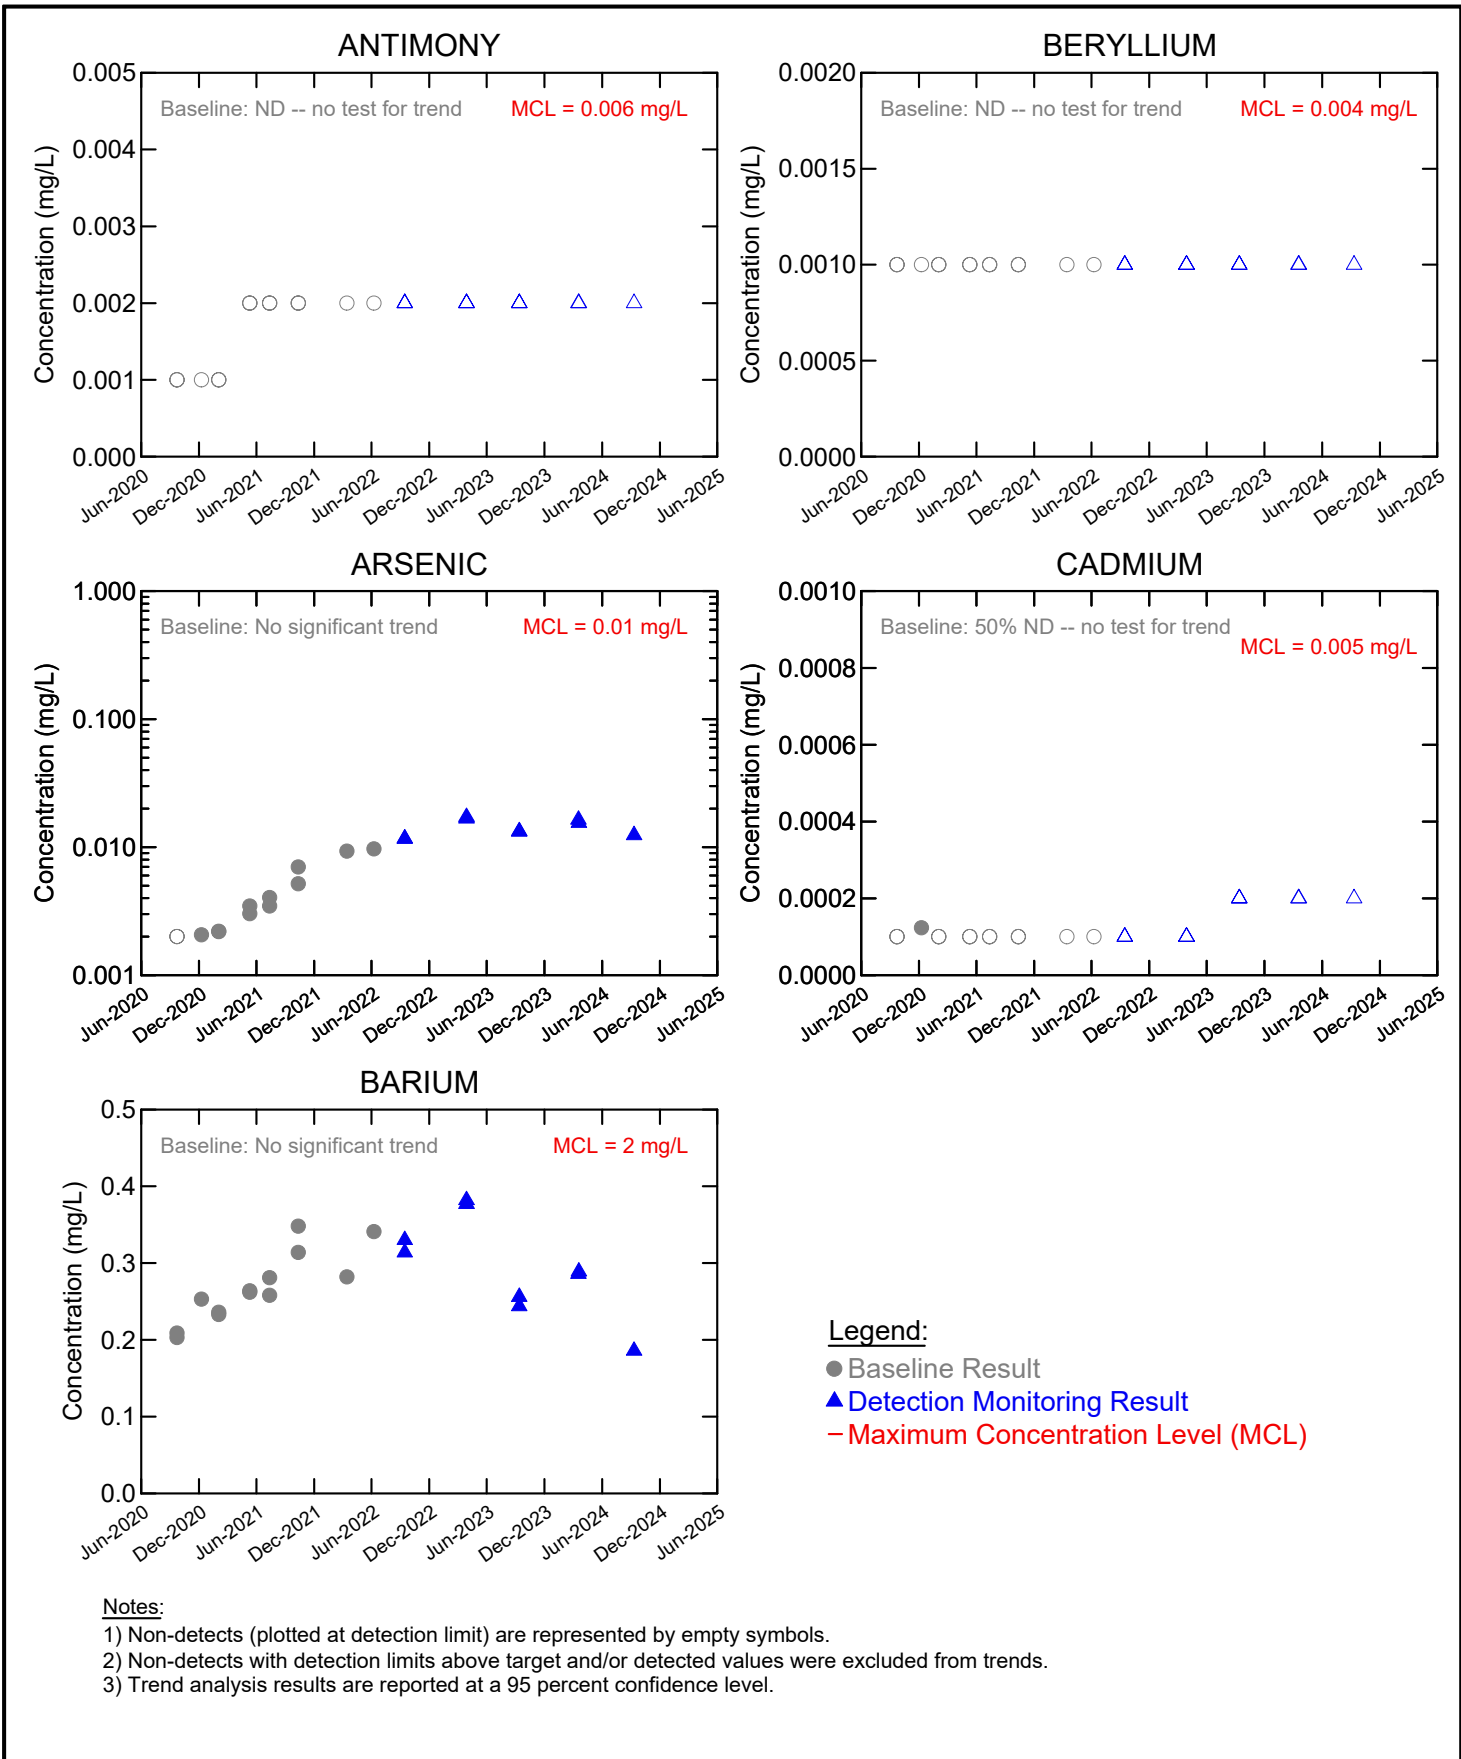 ANTIMONY
Baseline: ND -- no test for trend
MCL = 0.006 mg/L
Concentration (mg/L)
0.005
0.004
0.003
0.002
0.001
0.000
Jun-2020 Dec-2020 Jun-2021 Dec-2021 Jun-2022 Dec-2022 Jun-2023 Dec-2023 Jun-2024 Dec-2024 Jun-2025
BERYLLIUM
Baseline: ND -- no test for trend
MCL = 0.004 mg/L
Concentration (mg/L)
0.0020
0.0015
0.0010
0.0005
0.0000
Jun-2020 Dec-2020 Jun-2021 Dec-2021 Jun-2022 Dec-2022 Jun-2023 Dec-2023 Jun-2024 Dec-2024 Jun-2025
ARSENIC
Baseline: No significant trend
MCL = 0.01 mg/L
Concentration (mg/L)
1.000
0.100
0.010
0.001
Jun-2020 Dec-2020 Jun-2021 Dec-2021 Jun-2022 Dec-2022 Jun-2023 Dec-2023 Jun-2024 Dec-2024 Jun-2025
CADMIUM
Baseline: 50% ND -- no test for trend
MCL = 0.005 mg/L
Concentration (mg/L)
0.0010
0.0008
0.0006
0.0004
0.0002
0.0000
Jun-2020 Dec-2020 Jun-2021 Dec-2021 Jun-2022 Dec-2022 Jun-2023 Dec-2023 Jun-2024 Dec-2024 Jun-2025
BARIUM
Baseline: No significant trend
MCL = 2 mg/L
Concentration (mg/L)
0.5
0.4
0.3
0.2
0.1
0.0
Jun-2020 Dec-2020 Jun-2021 Dec-2021 Jun-2022 Dec-2022 Jun-2023 Dec-2023 Jun-2024 Dec-2024 Jun-2025
Legend:
Baseline Result
Detection Monitoring Result
Maximum Concentration Level (MCL)
Notes:
1) Non-detects (plotted at detection limit) are represented by empty symbols.
2) Non-detects with detection limits above target and/or detected values were excluded from trends.
3) Trend analysis results are reported at a 95 percent confidence level.